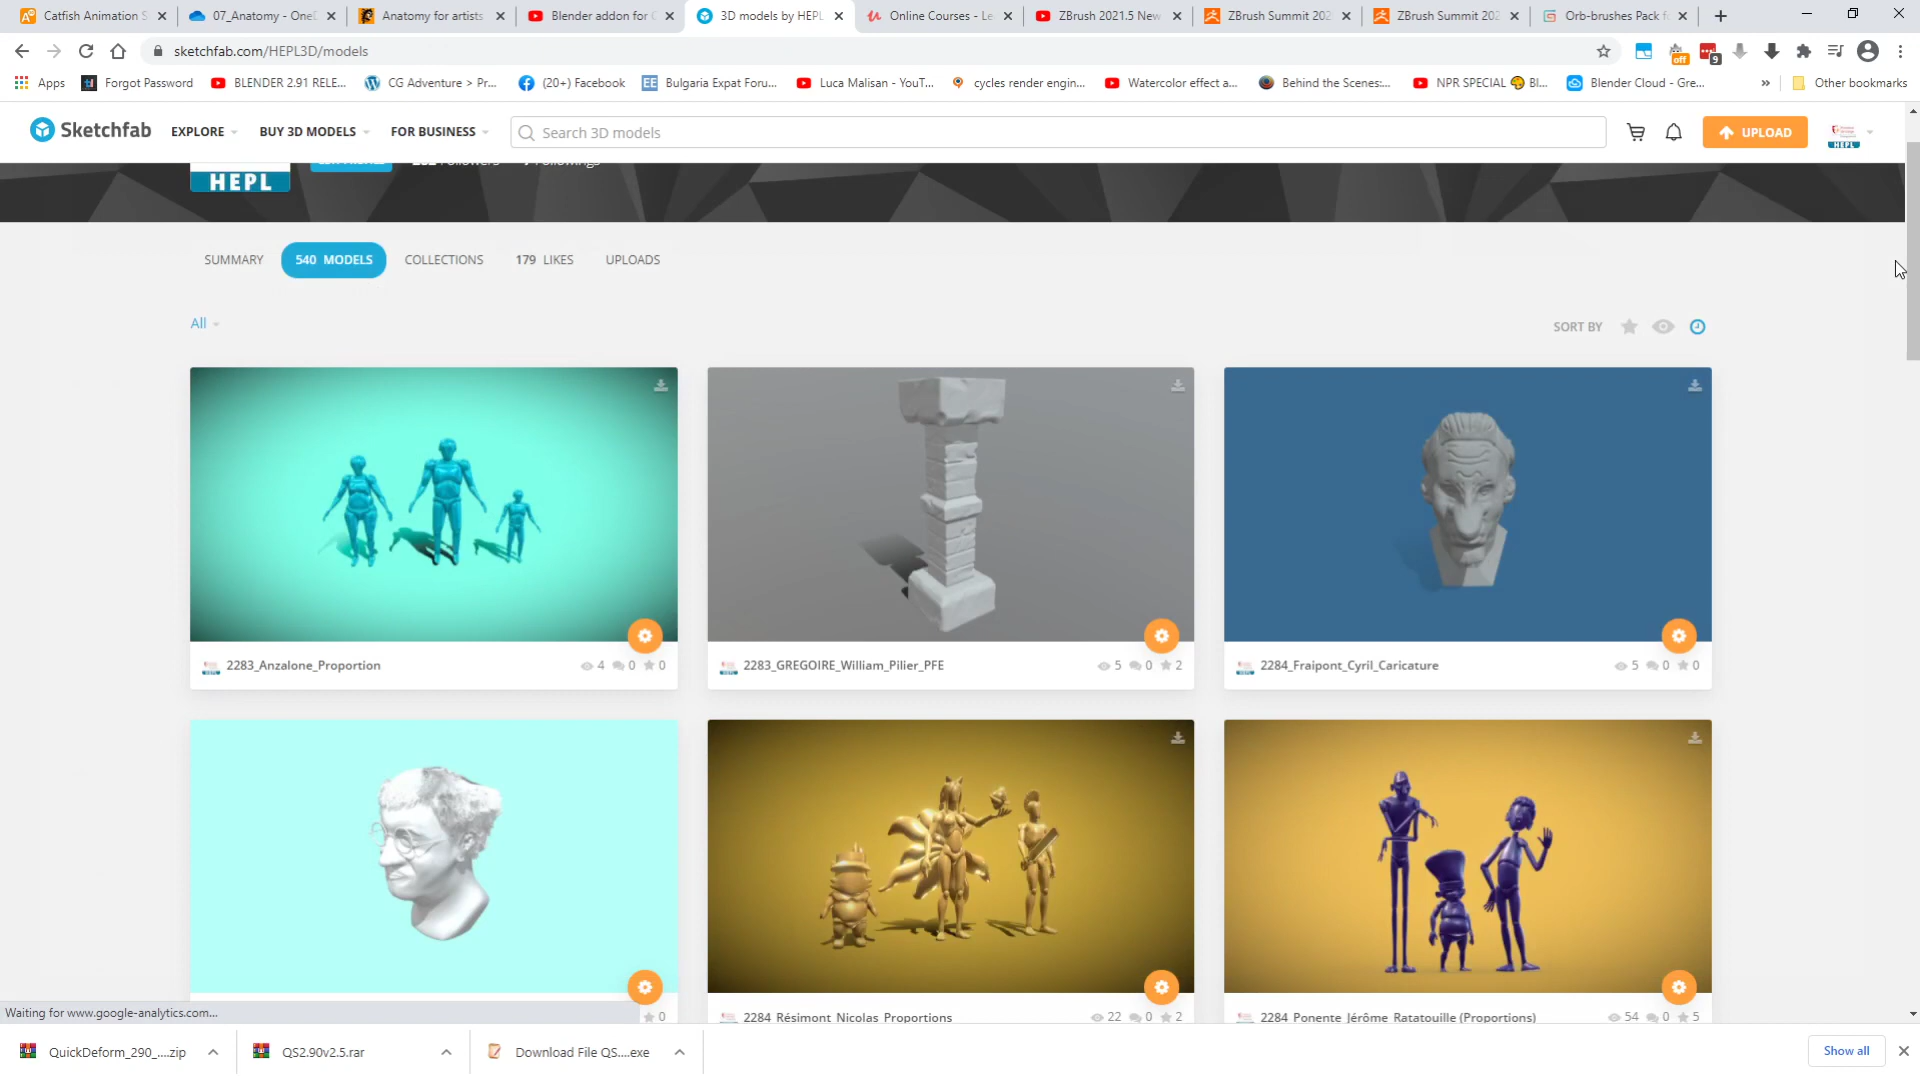 Catfish Animation S
07_Anatomy - OneD
Anatomy for artists,
Blender addon for C
3D models by HEPL
Online Courses - Le
ZBrush 2021.5 New
ZBrush Summit 202
ZBrush Summit 202
Orb-brushes Pack f
sketchfab.com/HEPL3D/models
off
9
Apps
Forgot Password
BLENDER 2.91 RELE...
CG Adventure > Pr...
(20+) Facebook
Bulgaria Expat Foru...
Luca Malisan - YouT...
cycles render engin...
Watercolor effect a...
Behind the Scenes:...
NPR SPECIAL Bl...
Blender Cloud - Gre...
»
Other bookmarks
Sketchfab
EXPLORE
BUY 3D MODELS
FOR BUSINESS
Search 3D models
UPLOAD
HEPL
Followers
Followings
HEPL
SUMMARY
540 MODELS
COLLECTIONS
179 LIKES
UPLOADS
All
SORT BY
2283_Anzalone_Proportion
4 0 0
2283_GREGOIRE_William_Pilier_PFE
5 0 2
2284_Fraipont_Cyril_Caricature
5 0 0
0
2284_Résimont_Nicolas_Proportions
22 0 2
2284_Ponente_Jérôme_Ratatouille (Proportions)
54 0 5
Waiting for www.google-analytics.com...
QuickDeform_290_....zip
QS2.90v2.5.rar
Download File QS....exe
Show all